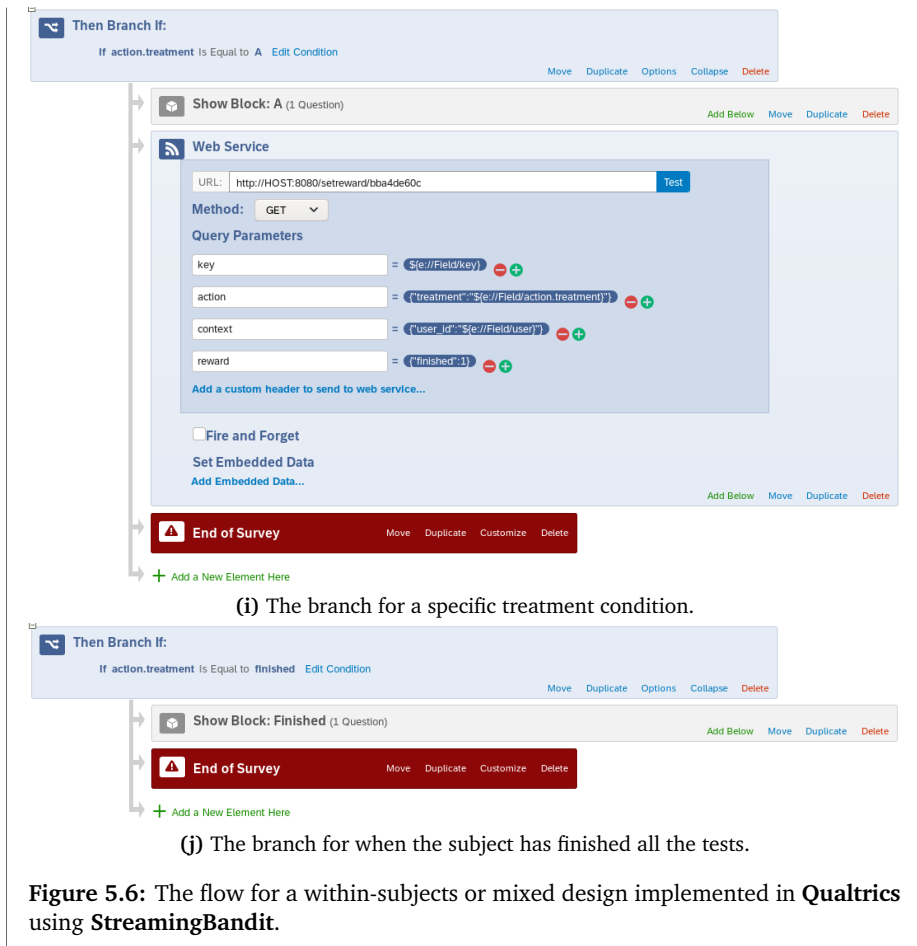 Then Branch If:
If action.treatment Is Equal to A Edit Condition
Move Duplicate Options Collapse Delete
Show Block: A (1 Question)
Add Below Move Duplicate Delete
Web Service
URL: http://HOST:8080/setreward/bba4de60c Test
Method: GET
Query Parameters
key = ${e://Field/key}
action = {"treatment":"${e://Field/action.treatment}"}
context = {"user_id":"${e://Field/user}"}
reward = {"finished":1}
Add a custom header to send to web service...
Fire and Forget
Set Embedded Data
Add Embedded Data...
Add Below Move Duplicate Delete
End of Survey Move Duplicate Customize Delete
+ Add a New Element Here
(i) The branch for a specific treatment condition.
Then Branch If:
If action.treatment Is Equal to finished Edit Condition
Move Duplicate Options Collapse Delete
Show Block: Finished (1 Question)
Add Below Move Duplicate Delete
End of Survey Move Duplicate Customize Delete
+ Add a New Element Here
(j) The branch for when the subject has finished all the tests.
Figure 5.6: The flow for a within-subjects or mixed design implemented in Qualtrics
using StreamingBandit.